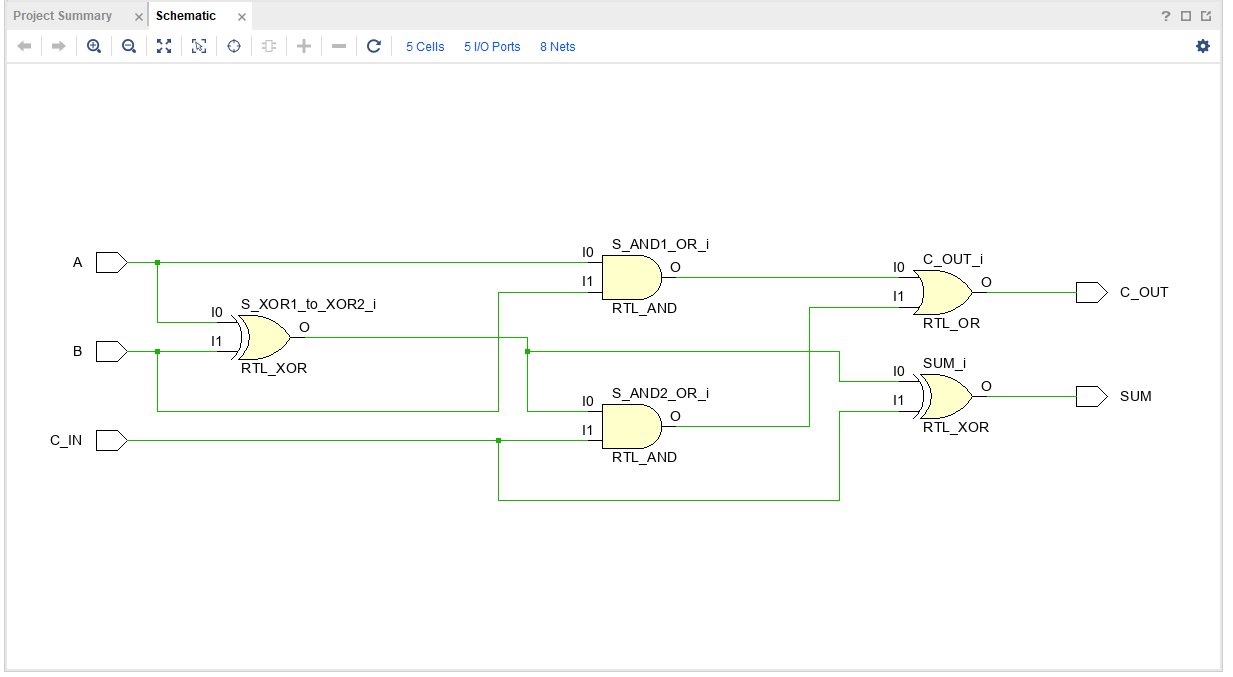 Project Summary × Schematic × ?
5 Cells 5 I/O Ports 8 Nets
S_AND1_OR_i
A
I0
I1
O
RTL_AND
C_OUT_i
I0
I1
O
C_OUT
RTL_OR
S_XOR1_to_XOR2_i
I0
I1
O
B
RTL_XOR
SUM_i
I0
I1
O
SUM
RTL_XOR
S_AND2_OR_i
I0
I1
O
C_IN
RTL_AND